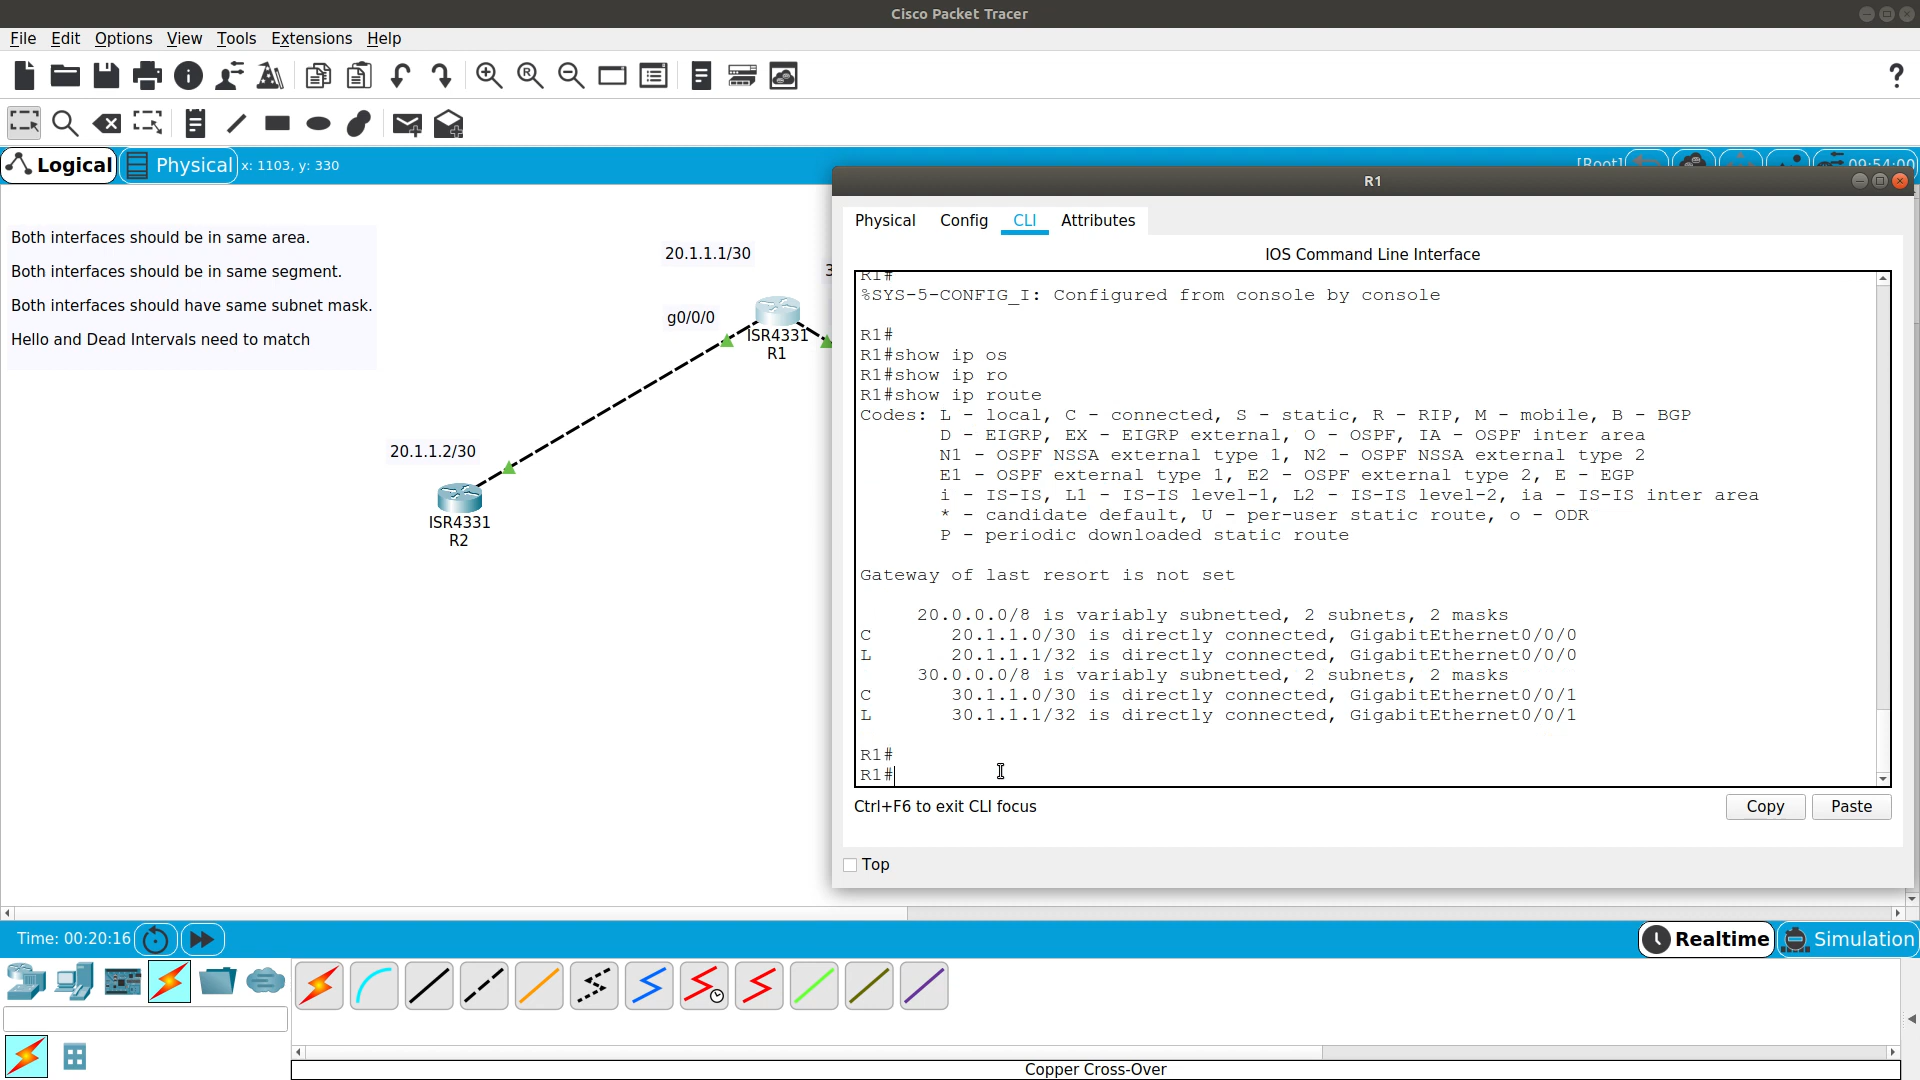 Cisco Packet Tracer
File Edit Options View Tools Extensions Help
R
?
Logical Physical x: 1103, y: 330
[Root] 09:54:00
R1
Physical Config CLI Attributes
IOS Command Line Interface
Both interfaces should be in same area.
Both interfaces should be in same segment.
Both interfaces should have same subnet mask.
Hello and Dead Intervals need to match
20.1.1.1/30
3
g0/0/0
ISR4331
R1
20.1.1.2/30
ISR4331
R2
R1#
%SYS-5-CONFIG_I: Configured from console by console
R1#
R1#show ip os
R1#show ip ro
R1#show ip route
Codes: L - local, C - connected, S - static, R - RIP, M - mobile, B - BGP
D - EIGRP, EX - EIGRP external, O - OSPF, IA - OSPF inter area
N1 - OSPF NSSA external type 1, N2 - OSPF NSSA external type 2
E1 - OSPF external type 1, E2 - OSPF external type 2, E - EGP
i - IS-IS, L1 - IS-IS level-1, L2 - IS-IS level-2, ia - IS-IS inter area
* - candidate default, U - per-user static route, o - ODR
P - periodic downloaded static route
Gateway of last resort is not set
20.0.0.0/8 is variably subnetted, 2 subnets, 2 masks
C 20.1.1.0/30 is directly connected, GigabitEthernet0/0/0
L 20.1.1.1/32 is directly connected, GigabitEthernet0/0/0
30.0.0.0/8 is variably subnetted, 2 subnets, 2 masks
C 30.1.1.0/30 is directly connected, GigabitEthernet0/0/1
L 30.1.1.1/32 is directly connected, GigabitEthernet0/0/1
R1#
R1#
Ctrl+F6 to exit CLI focus
Copy Paste
Top
Time: 00:20:16
Realtime Simulation
Copper Cross-Over